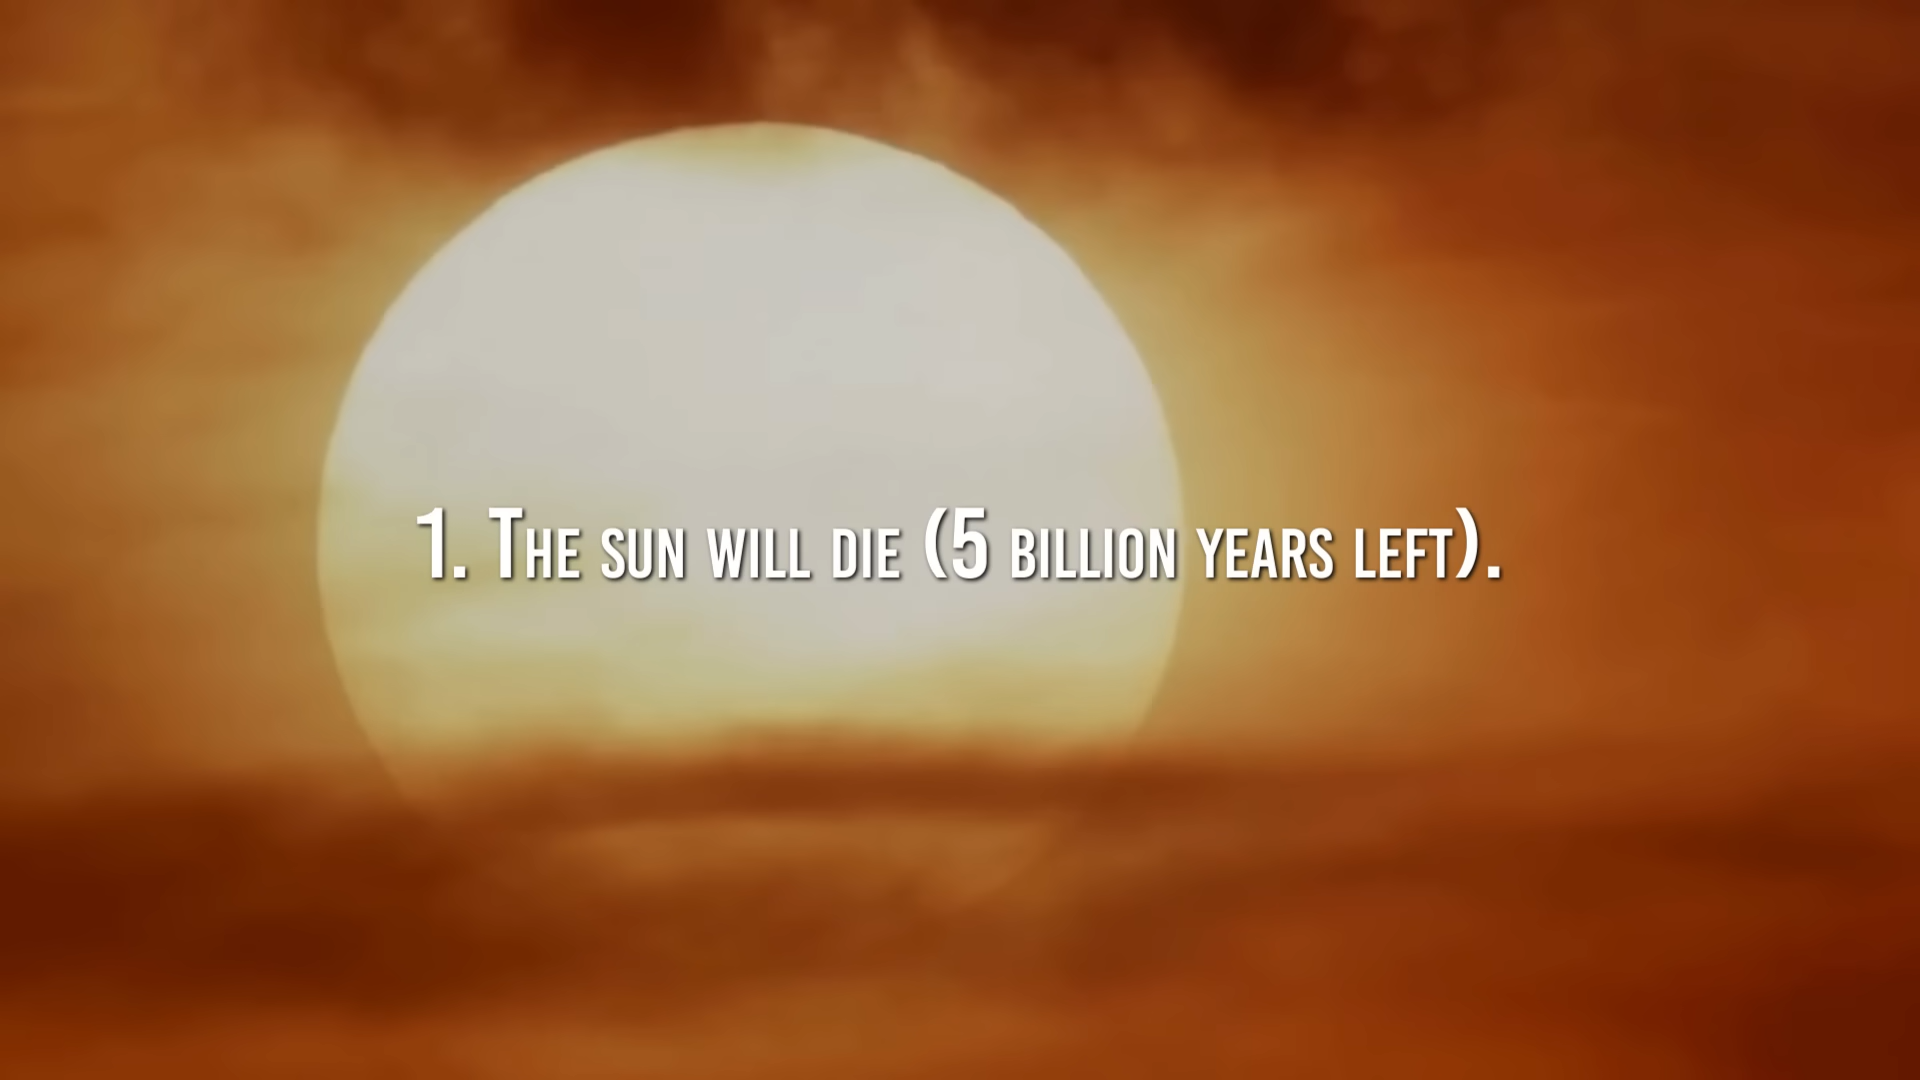 1. The sun will die (5 billion years left).